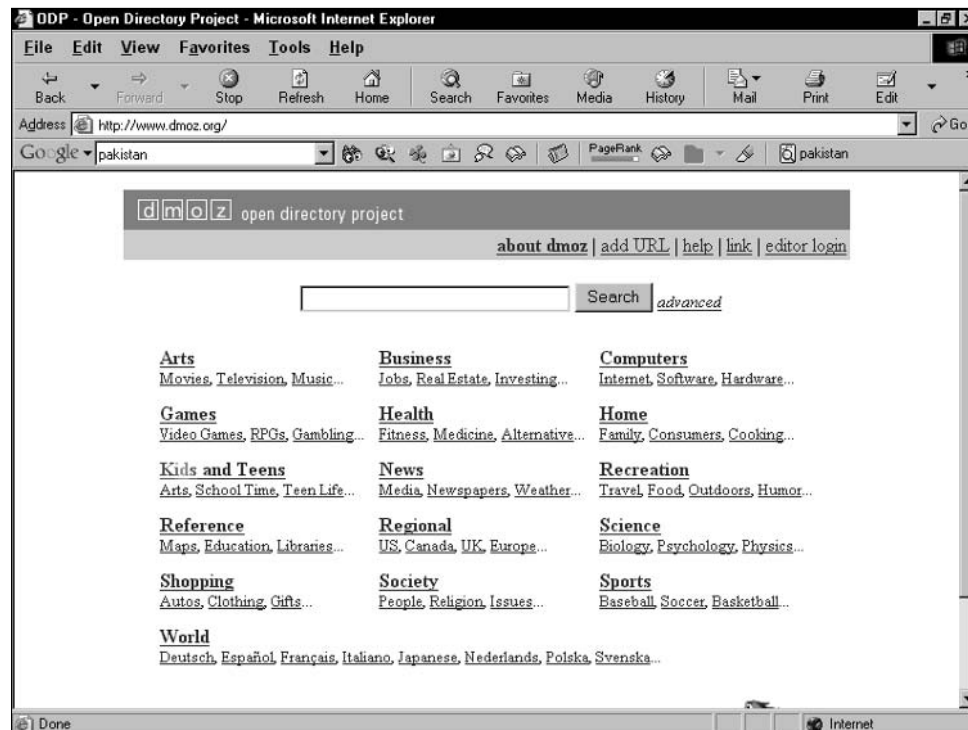 ODP - Open Directory Project - Microsoft Internet Explorer
File Edit View Favorites Tools Help
Back Forward Stop Refresh Home Search Favorites Media History Mail Print Edit
Address http://www.dmoz.org/ Go
Google pakistan PageRank pakistan
dmoz open directory project
about dmoz | add URL | help | link | editor login
Search advanced
Arts Business Computers
Movies, Television, Music... Jobs, Real Estate, Investing... Internet, Software, Hardware...
Games Health Home
Video Games, RPGs, Gambling... Fitness, Medicine, Alternative... Family, Consumers, Cooking...
Kids and Teens News Recreation
Arts, School Time, Teen Life... Media, Newspapers, Weather... Travel, Food, Outdoors, Humor...
Reference Regional Science
Maps, Education, Libraries... US, Canada, UK, Europe... Biology, Psychology, Physics...
Shopping Society Sports
Autos, Clothing, Gifts... People, Religion, Issues... Baseball, Soccer, Basketball...
World
Deutsch, Español, Français, Italiano, Japanese, Nederlands, Polska, Svenska...
Done Internet